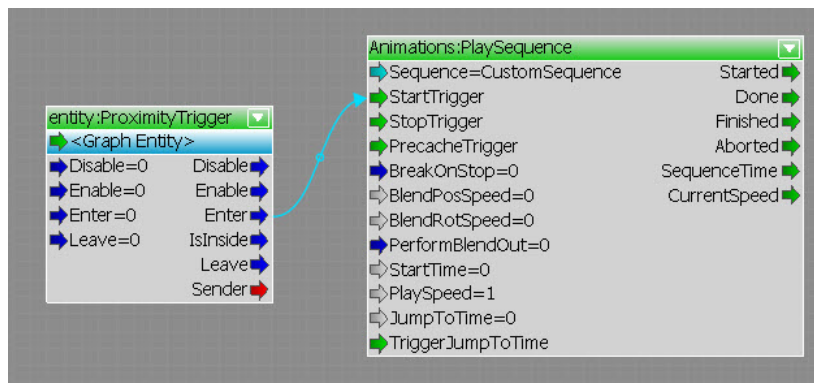 entity:ProximityTrigger
<Graph Entity>
Disable=0 Disable
Enable=0 Enable
Enter=0 Enter
Leave=0 IsInside
Leave
Sender
Animations:PlaySequence
Sequence=CustomSequence Started
StartTrigger Done
StopTrigger Finished
PrecacheTrigger Aborted
BreakOnStop=0 SequenceTime
BlendPosSpeed=0 CurrentSpeed
BlendRotSpeed=0
PerformBlendOut=0
StartTime=0
PlaySpeed=1
JumpToTime=0
TriggerJumpToTime